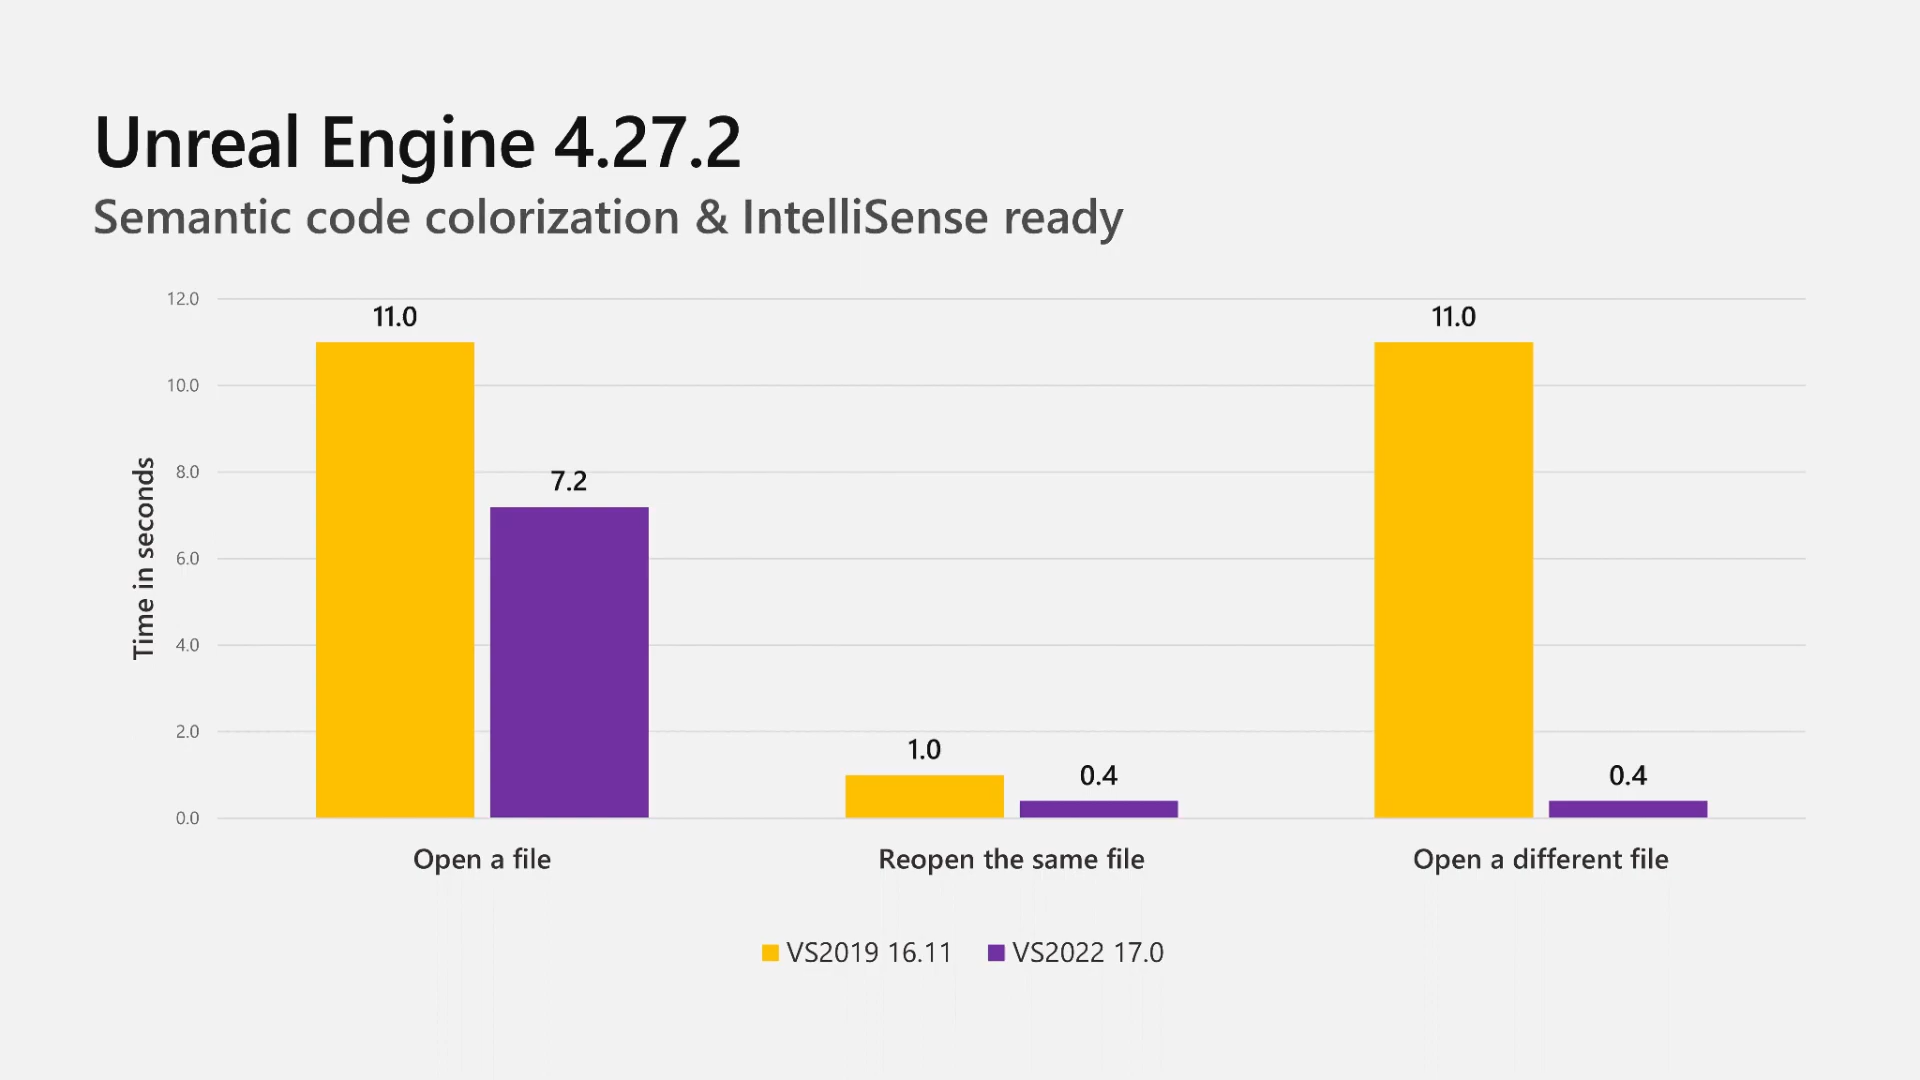 Unreal Engine 4.27.2
Semantic code colorization & IntelliSense ready
Time in seconds
12.0
10.0
8.0
6.0
4.0
2.0
0.0
11.0
7.2
1.0
0.4
11.0
0.4
Open a file
Reopen the same file
Open a different file
VS2019 16.11
VS2022 17.0